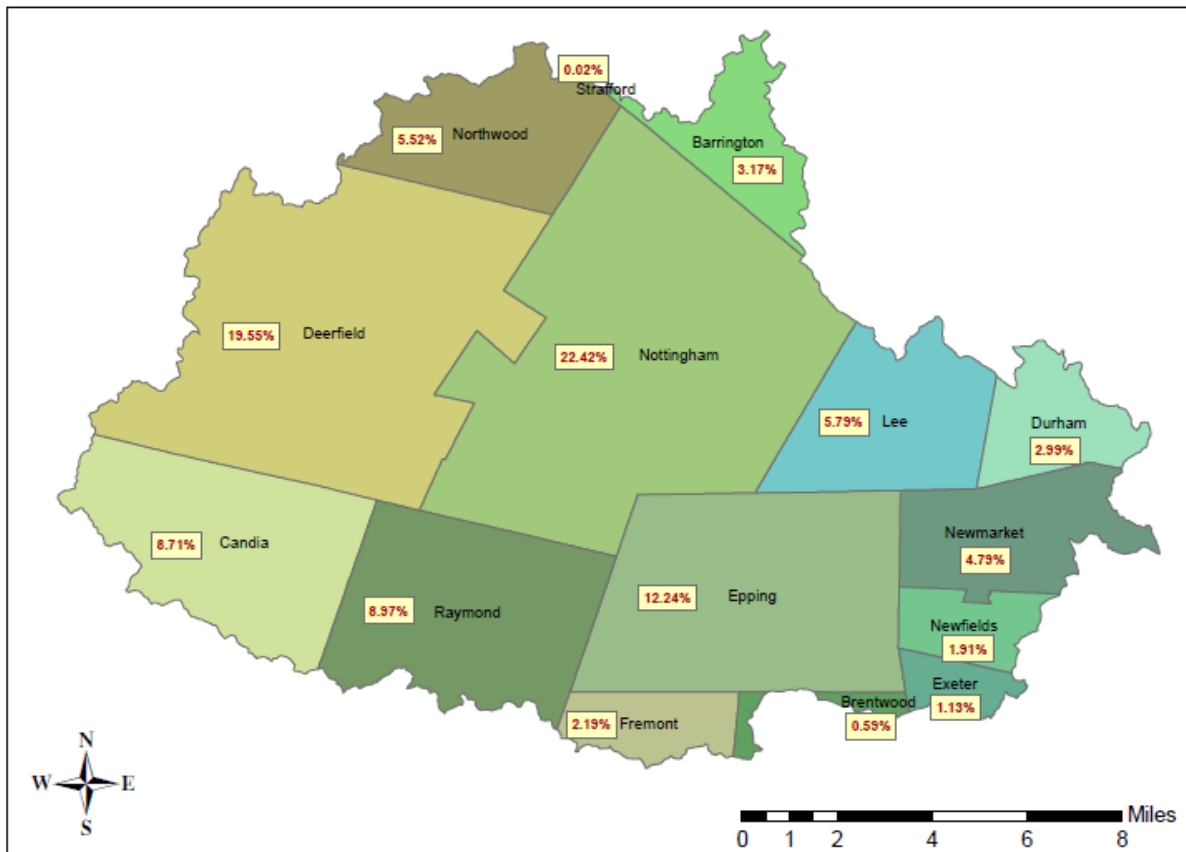 0.02%
Strafford
Northwood
5.52%
Barrington
3.17%
Deerfield
19.55%
Nottingham
22.42%
Lee
5.79%
Durham
2.99%
Candia
8.71%
Newmarket
4.79%
Epping
12.24%
Raymond
8.97%
Newfields
1.91%
Exeter
1.13%
Brentwood
0.59%
Fremont
2.19%
N
W E
S
Miles
0 1 2 4 6 8